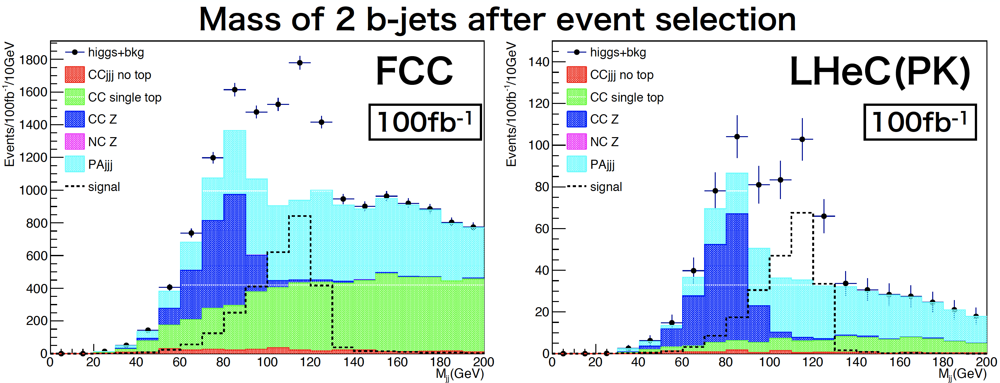 Mass of 2 b-jets after event selection
Events/100fb⁻¹/10GeV
1800
1600
1400
1200
1000
800
600
400
200
0
higgs+bkg
CCjjj no top
CC single top
CC Z
NC Z
PAjjj
signal
FCC
100fb⁻¹
0 20 40 60 80 100 120 140 160 180 200
Mjj(GeV)
Events/100fb⁻¹/10GeV
140
120
100
80
60
40
20
0
higgs+bkg
CCjjj no top
CC single top
CC Z
NC Z
PAjjj
signal
LHeC(PK)
100fb⁻¹
0 20 40 60 80 100 120 140 160 180 200
Mjj(GeV)